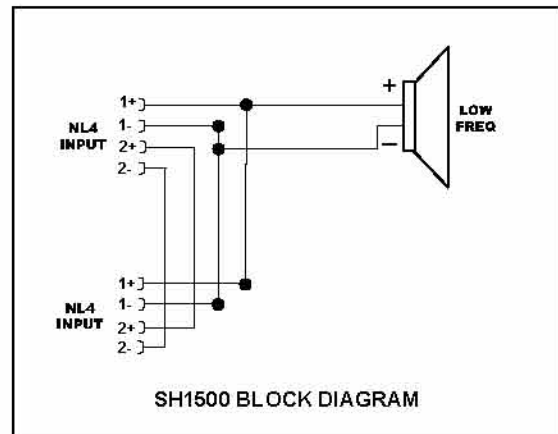 1+
1-
2+
2-
NL4
INPUT
+
−
LOW
FREQ
1+
1-
2+
2-
NL4
INPUT
SH1500 BLOCK DIAGRAM